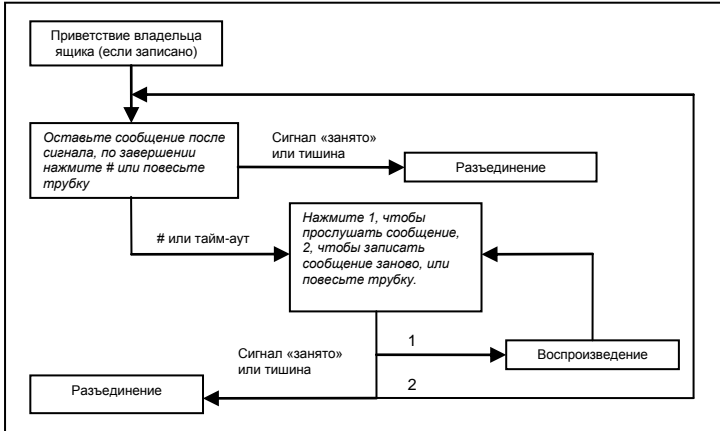 Приветствие владельца
ящика (если записано)
Оставьте сообщение после
сигнала, по завершении
нажмите # или повесьте
трубку
Сигнал «занято»
или тишина
Разъединение
# или тайм-аут
Нажмите 1, чтобы
прослушать сообщение,
2, чтобы записать
сообщение заново, или
повесьте трубку.
1
Воспроизведение
Сигнал «занято»
или тишина
2
Разъединение